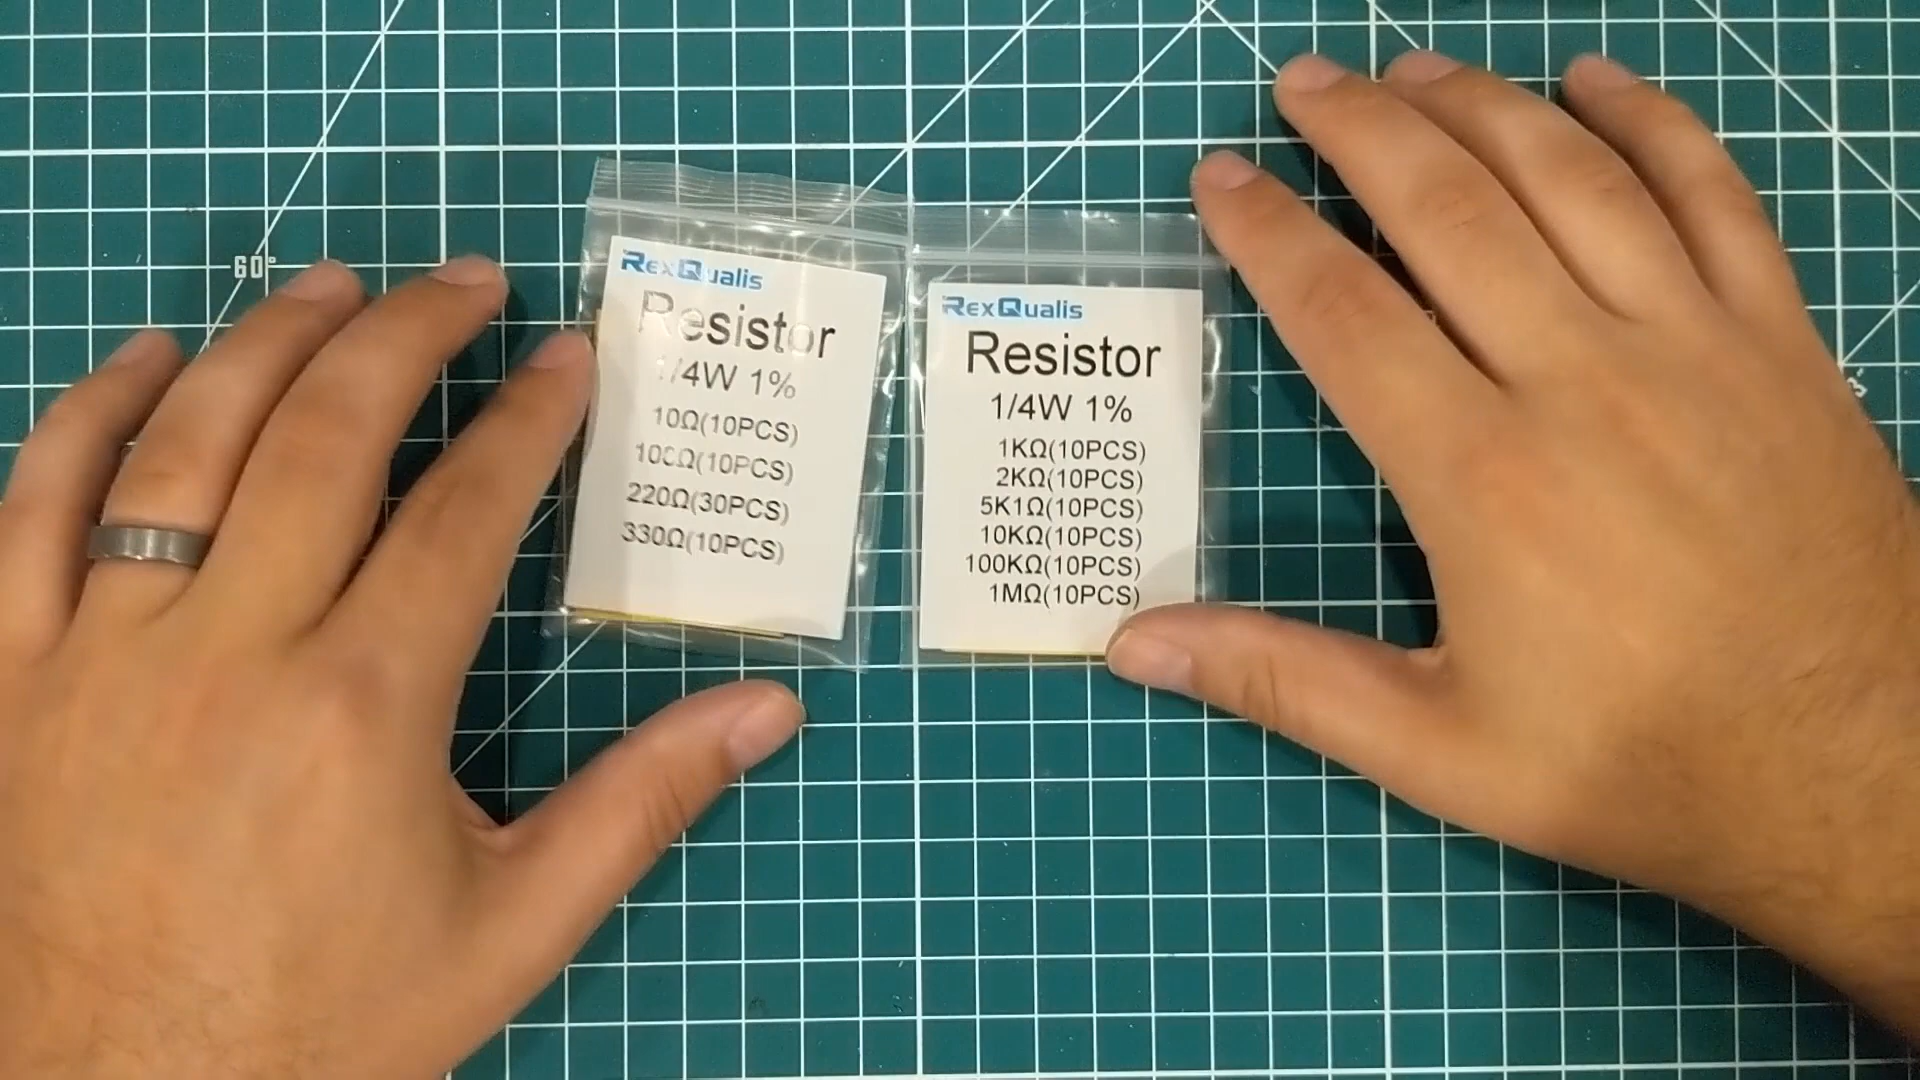 60°
RexQualis
Resistor
1/4W 1%
10Ω(10PCS)
100Ω(10PCS)
220Ω(30PCS)
330Ω(10PCS)
RexQualis
Resistor
1/4W 1%
1KΩ(10PCS)
2KΩ(10PCS)
5K1Ω(10PCS)
10KΩ(10PCS)
100KΩ(10PCS)
1MΩ(10PCS)